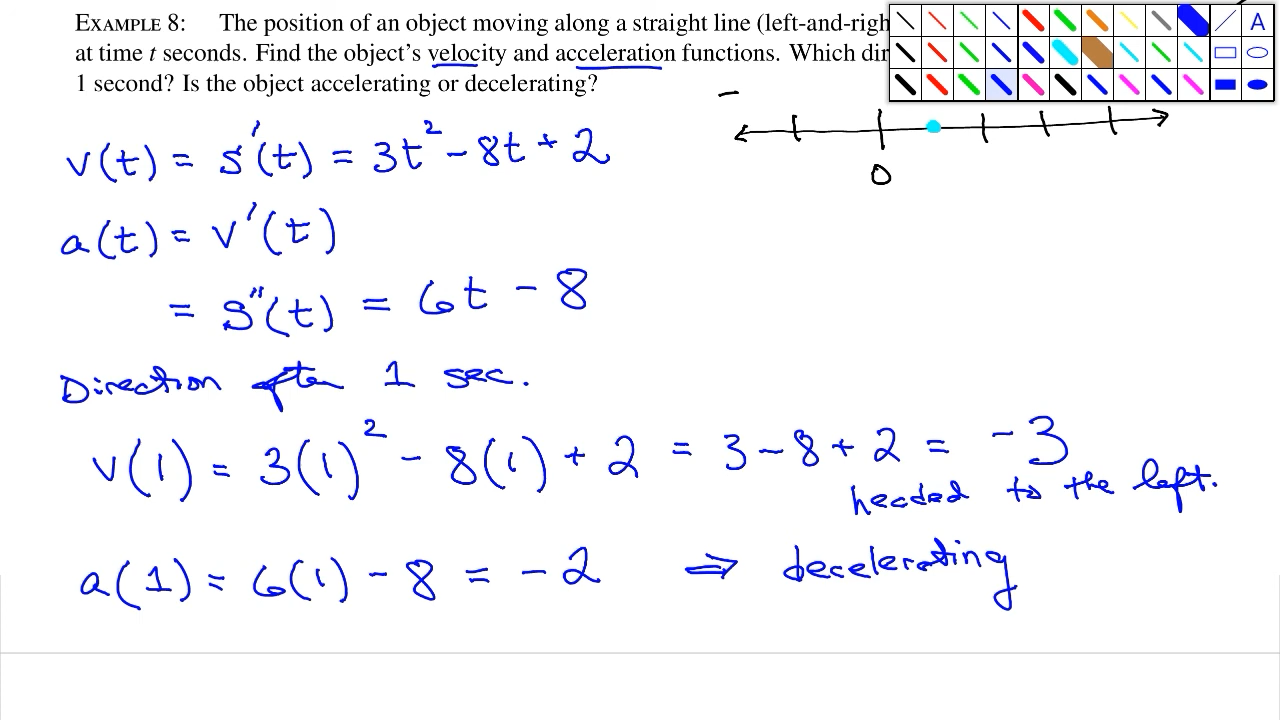 EXAMPLE 8: The position of an object moving along a straight line (left-and-righ
at time t seconds. Find the object's velocity and acceleration functions. Which dir
1 second? Is the object accelerating or decelerating?
A
−
0
v(t) = s'(t) = 3t² − 8t + 2
a(t) = v'(t)
= s"(t) = 6t − 8
Direction after 1 sec.
v(1) = 3(1)² − 8(1) + 2 = 3 − 8 + 2 = −3
headed to the left.
a(1) = 6(1) − 8 = −2 ⇒ decelerating